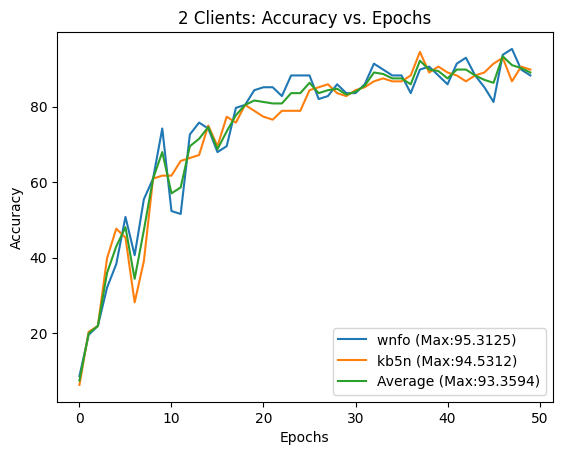 2 Clients: Accuracy vs. Epochs
Accuracy
80
60
40
20
wnfo (Max:95.3125)
kb5n (Max:94.5312)
Average (Max:93.3594)
0
10
20
30
40
50
Epochs